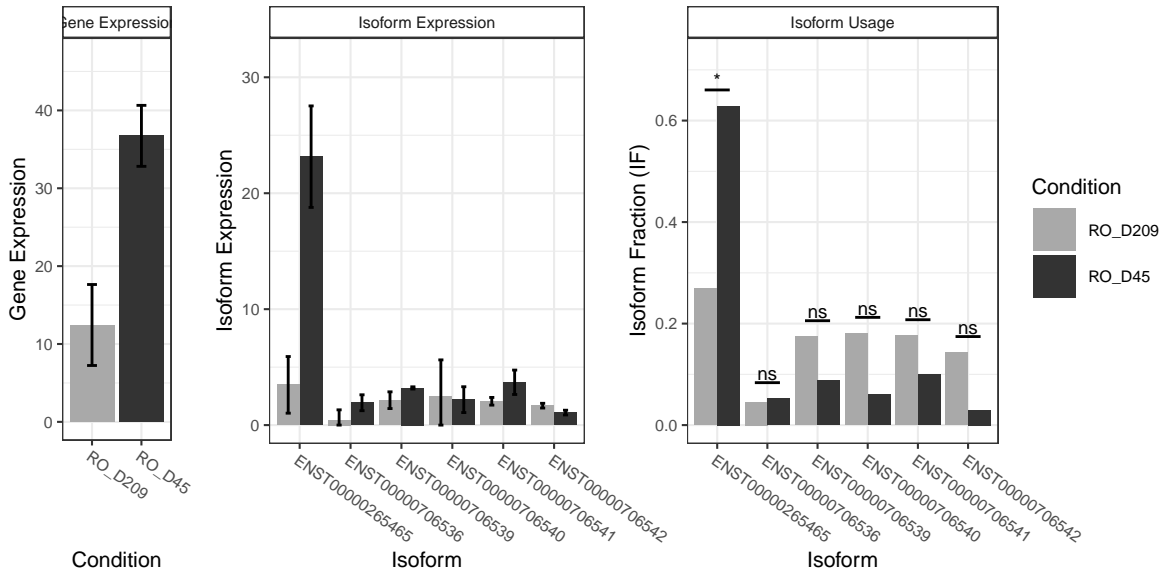 Gene Expression
Gene Expression
40
30
20
10
0
RO_D209
RO_D45
Condition
Isoform Expression
Isoform Expression
30
20
10
0
ENST00000265465
ENST00000706536
ENST00000706539
ENST00000706540
ENST00000706541
ENST00000706542
Isoform
Isoform Usage
Isoform Fraction (IF)
0.6
0.4
0.2
0.0
*
ns
ns
ns
ns
ns
ENST00000265465
ENST00000706536
ENST00000706539
ENST00000706540
ENST00000706541
ENST00000706542
Isoform
Condition
RO_D209
RO_D45